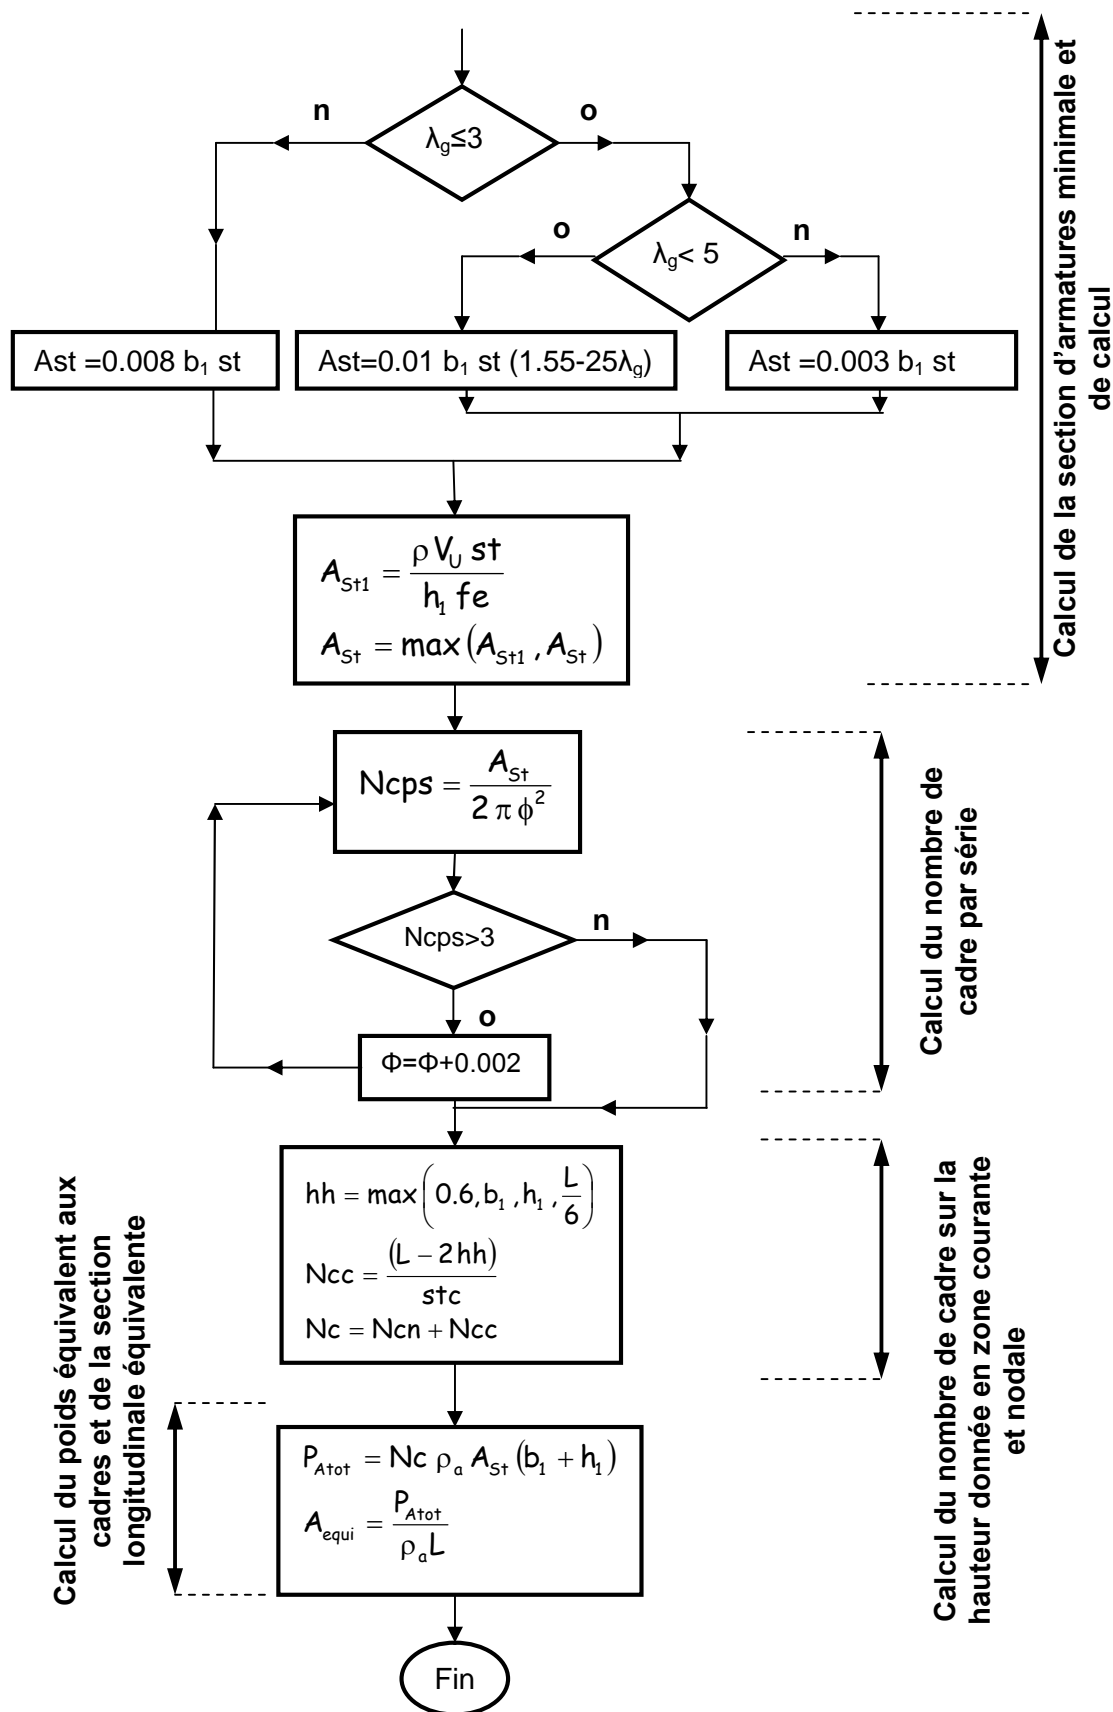 n
o
λg≤3
o
n
λg< 5
Ast =0.008 b1 st
Ast=0.01 b1 st (1.55-25λg)
Ast =0.003 b1 st
Calcul de la section d'armatures minimale et
de calcul
ASt1 = ρ VU st / h1 fe
ASt = max (ASt1 , ASt)
Ncps = ASt / 2 π ϕ²
Ncps>3
n
o
Φ=Φ+0.002
Calcul du nombre de
cadre par série
hh = max(0.6, b1 , h1 , L/6)
Ncc = (L − 2 hh) / stc
Nc = Ncn + Ncc
Calcul du nombre de cadre sur la
hauteur donnée en zone courante
et nodale
PAtot = Nc ρa ASt (b1 + h1)
Aequi = PAtot / ρa L
Calcul du poids équivalent aux
cadres et de la section
longitudinale équivalente
Fin